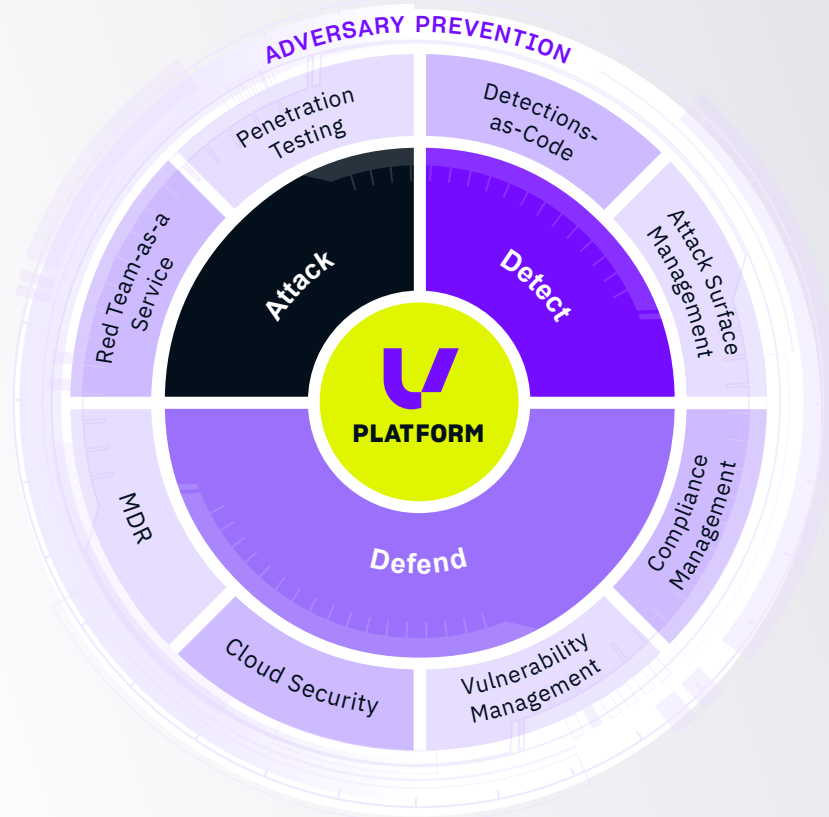 ADVERSARY PREVENTION
Penetration
Testing
Detections-
as-Code
Red Team-as-a
Service
Attack Surface
Management
Attack
Detect
PLATFORM
Defend
MDR
Compliance
Management
Cloud Security
Vulnerability
Management